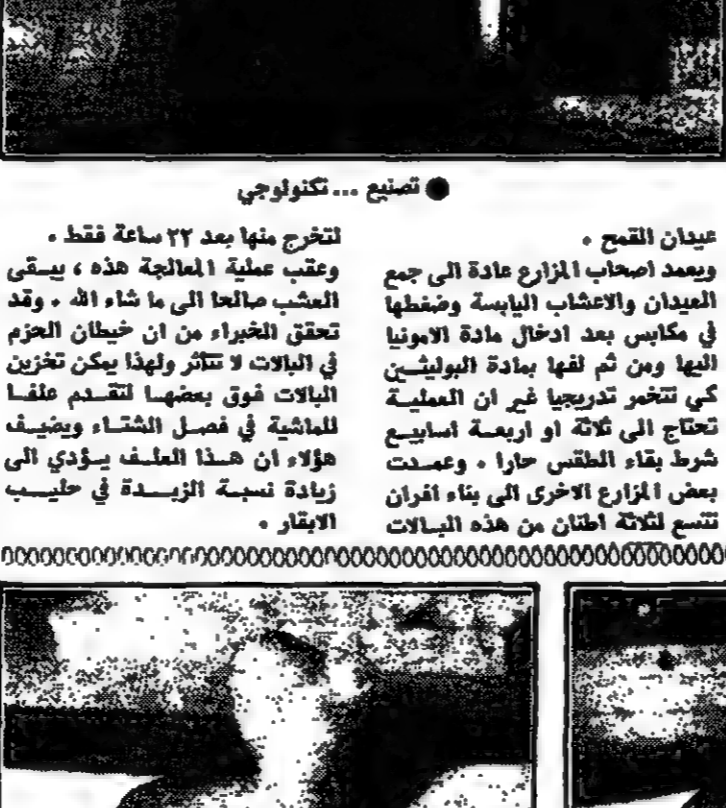 ● تصنيع ... تكنولوجي
عيدان القمح .
ويعمد اصحاب المزارع عادة الى جمع
العيدان والاعشاب اليابسة وضغطها
في مكابس بعد ادخال مادة الامونيا
اليها ومن ثم لفها بمادة البوليثين
كي تتخمر تدريجيا غير ان العملية
تحتاج الى ثلاثة او اربعة اسابيع
شرط بقاء الطقس حارا . وعمدت
بعض المزارع الاخرى الى بناء افران
تتسع لثلاثة اطنان من هذه البالات
لتخرج منها بعد ٢٢ ساعة فقط .
وعقب عملية المعالجة هذه ، يبقى
العشب صالحا الى ما شاء الله . وقد
تحقق الخبراء من ان خيطان الحزم
في البالات لا تتأثر ولهذا يمكن تخزين
البالات فوق بعضها لتقدم علفا
للماشية في فصل الشتاء ويضيف
هؤلاء ان هذا العلف يؤدي الى
زيادة نسبة الزبدة في حليب
الابقار .